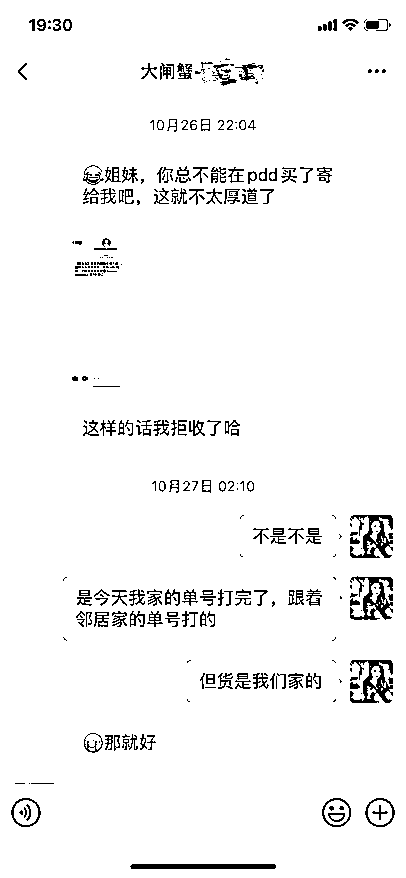 19:30
大闸蟹-
10月26日 22:04
姐妹，你总不能在pdd买了寄
给我吧，这就不太厚道了
这样的话我拒收了哈
10月27日 02:10
不是不是
是今天我家的单号打完了，跟着
邻居家的单号打的
但货是我们家的
那就好